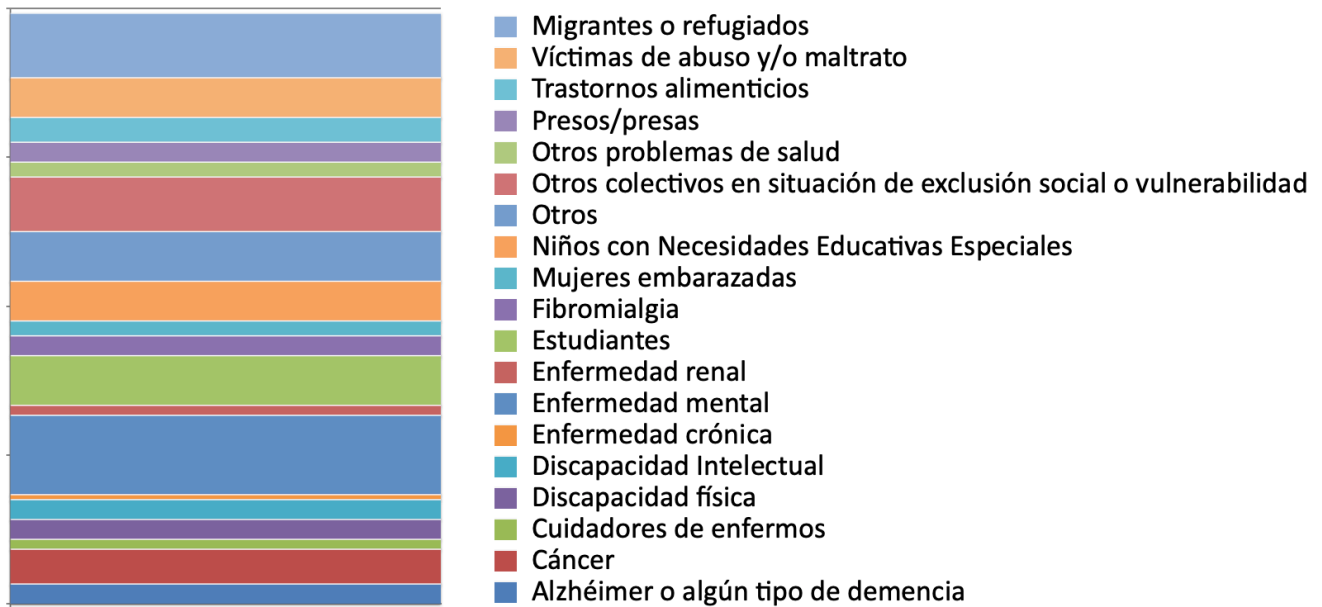 Migrantes o refugiados
Víctimas de abuso y/o maltrato
Trastornos alimenticios
Presos/presas
Otros problemas de salud
Otros colectivos en situación de exclusión social o vulnerabilidad
Otros
Niños con Necesidades Educativas Especiales
Mujeres embarazadas
Fibromialgia
Estudiantes
Enfermedad renal
Enfermedad mental
Enfermedad crónica
Discapacidad Intelectual
Discapacidad física
Cuidadores de enfermos
Cáncer
Alzhéimer o algún tipo de demencia